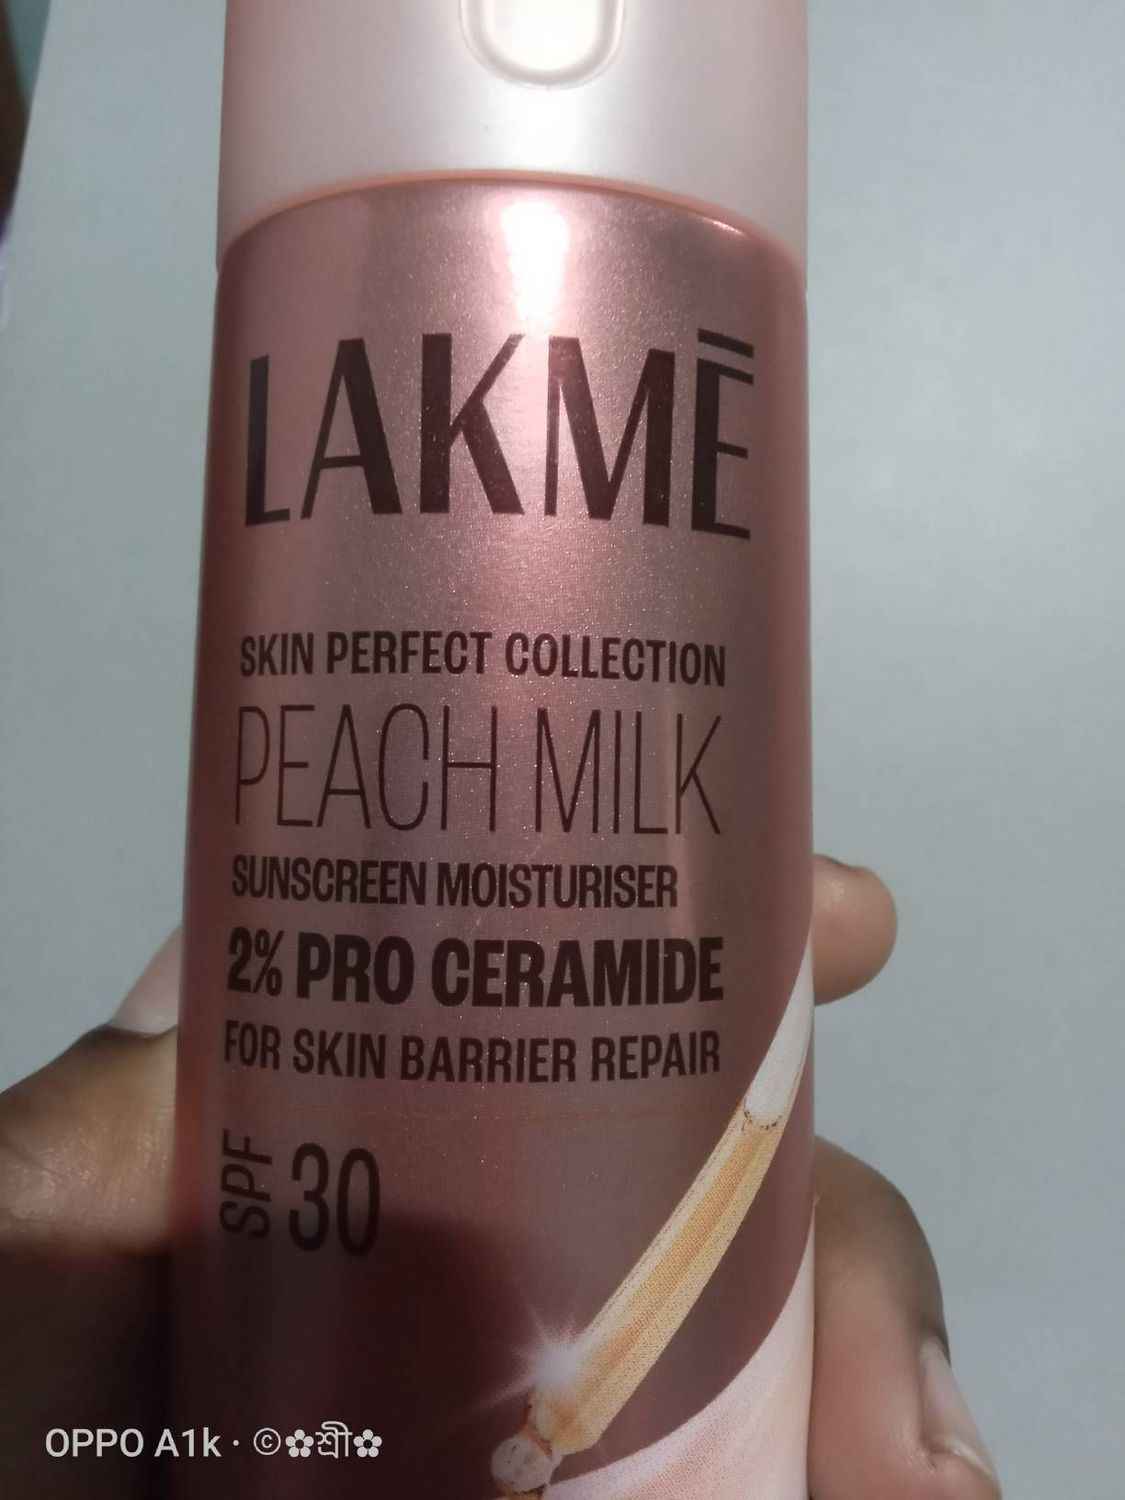 LAKMĒ
SKIN PERFECT COLLECTION
PEACH MILK
SUNSCREEN MOISTURISER
2% PRO CERAMIDE
FOR SKIN BARRIER REPAIR
SPF 30
OPPO A1k · ©✿শ্রী✿